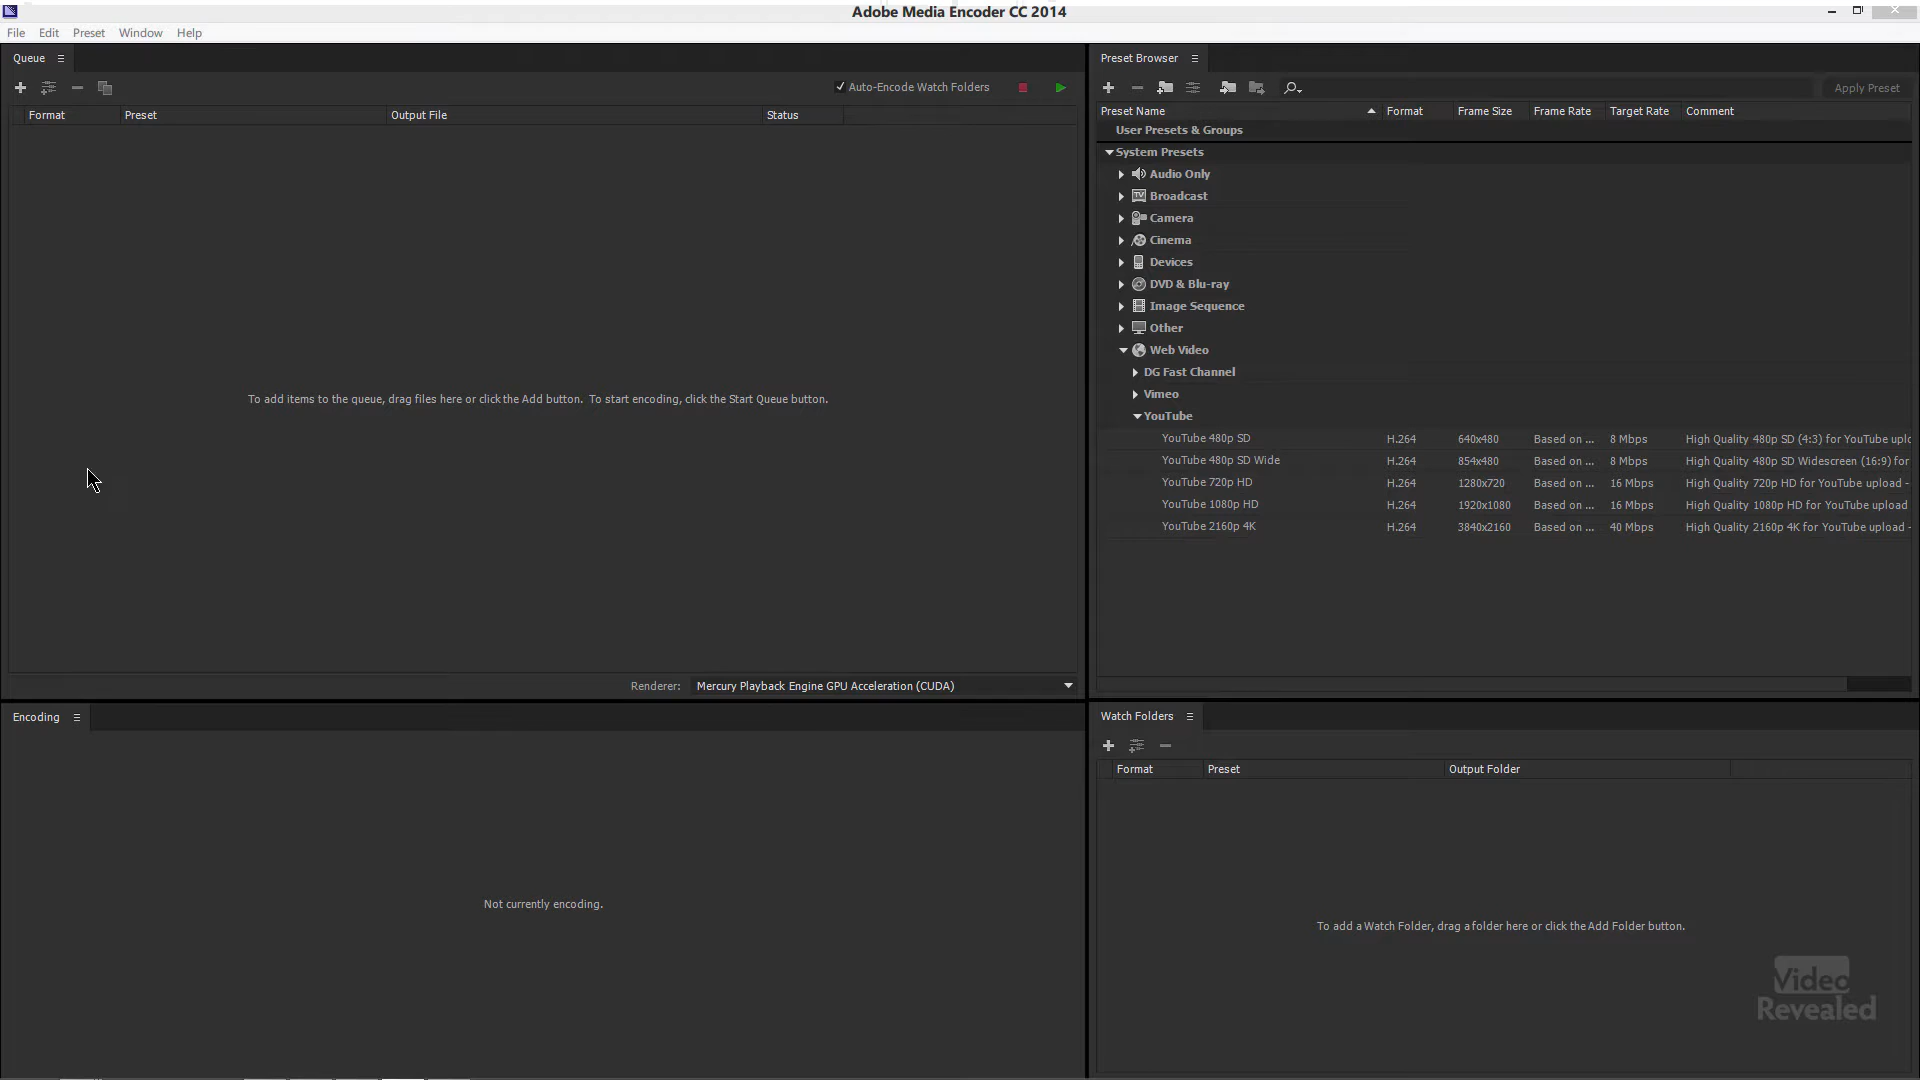 Adobe Media Encoder CC 2014
File Edit Preset Window Help
Queue
Auto-Encode Watch Folders
Format Preset Output File Status
To add items to the queue, drag files here or click the Add button. To start encoding, click the Start Queue button.
Renderer: Mercury Playback Engine GPU Acceleration (CUDA)
Preset Browser
Apply Preset
Preset Name Format Frame Size Frame Rate Target Rate Comment
User Presets & Groups
System Presets
Audio Only
TV Broadcast
Camera
Cinema
Devices
DVD & Blu-ray
Image Sequence
Other
Web Video
DG Fast Channel
Vimeo
YouTube
YouTube 480p SD H.264 640x480 Based on ... 8 Mbps High Quality 480p SD (4:3) for YouTube uplo
YouTube 480p SD Wide H.264 854x480 Based on ... 8 Mbps High Quality 480p SD Widescreen (16:9) for
YouTube 720p HD H.264 1280x720 Based on ... 16 Mbps High Quality 720p HD for YouTube upload -
YouTube 1080p HD H.264 1920x1080 Based on ... 16 Mbps High Quality 1080p HD for YouTube upload
YouTube 2160p 4K H.264 3840x2160 Based on ... 40 Mbps High Quality 2160p 4K for YouTube upload -
Encoding
Not currently encoding.
Watch Folders
Format Preset Output Folder
To add a Watch Folder, drag a folder here or click the Add Folder button.
Video
Revealed